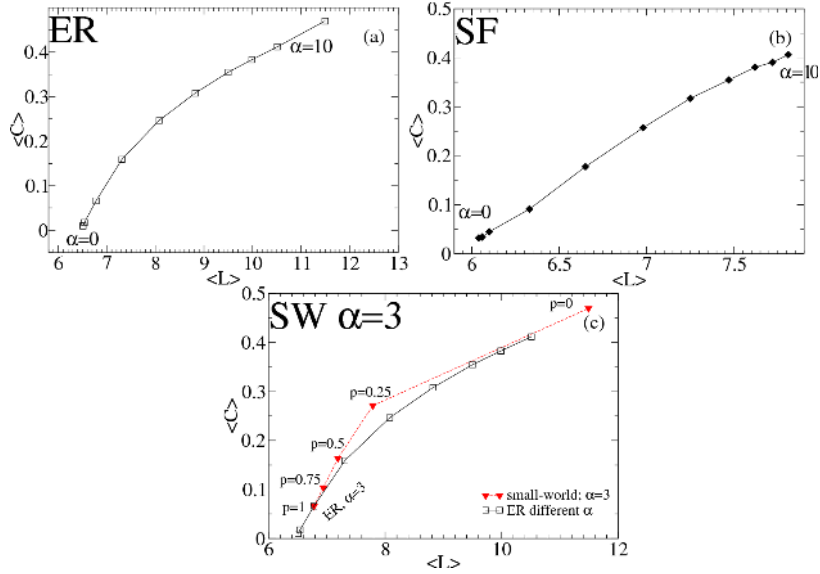 ER
(a)
α=10
α=0
<C>
0.4
0.3
0.2
0.1
0
6 7 8 9 10 11 12 13
<L>
SF
(b)
α=10
α=0
<C>
0.5
0.4
0.3
0.2
0.1
0
6 6.5 7 7.5
<L>
SW α=3
(c)
p=0
p=0.25
p=0.5
p=0.75
p=1
ER, α=3
<C>
0.5
0.4
0.3
0.2
0.1
0
small-world: α=3
ER different α
6 8 10 12
<L>